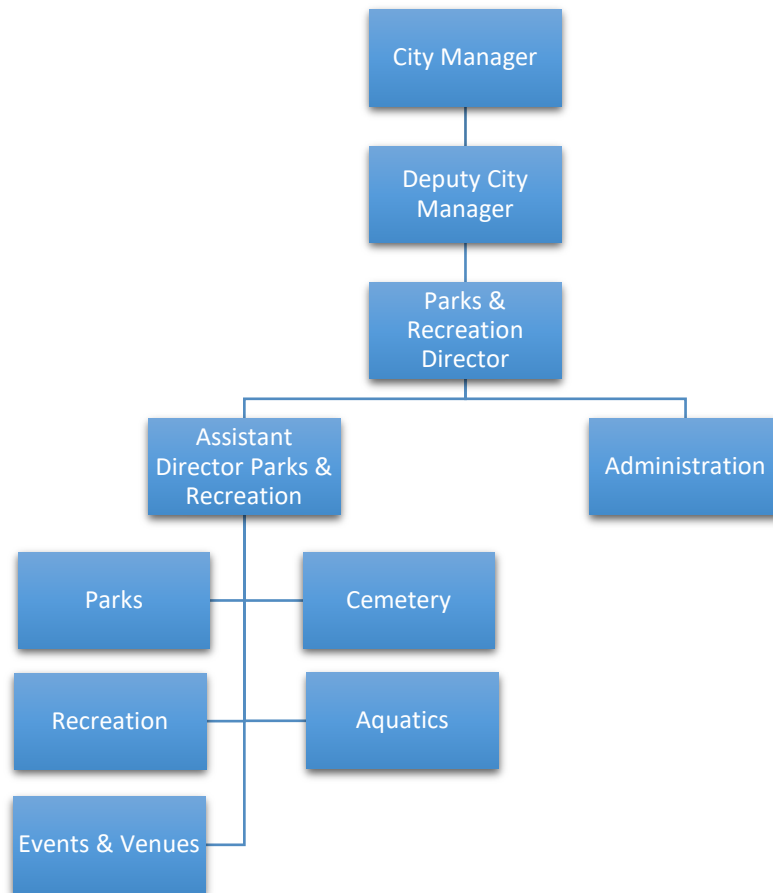 City Manager
Deputy City
Manager
Parks &
Recreation
Director
Assistant
Director Parks &
Recreation
Administration
Parks
Cemetery
Recreation
Aquatics
Events & Venues